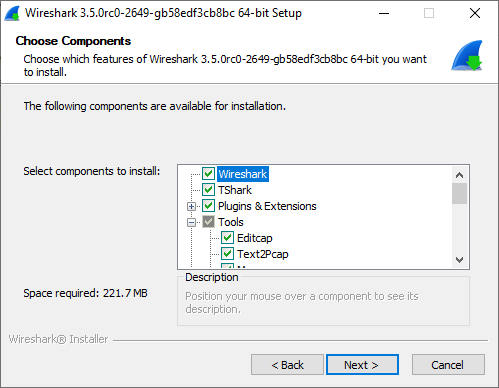 Wireshark 3.5.0rc0-2649-gb58edf3cb8bc 64-bit Setup
Choose Components
Choose which features of Wireshark 3.5.0rc0-2649-gb58edf3cb8bc 64-bit you want
to install.
The following components are available for installation.
Select components to install:
Wireshark
TShark
Plugins & Extensions
Tools
Editcap
Text2Pcap
Space required: 221.7 MB
Description
Position your mouse over a component to see its
description.
Wireshark® Installer
< Back
Next >
Cancel